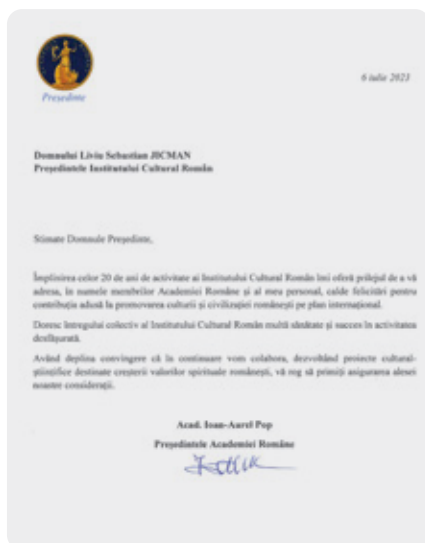 Președinte
6 iulie 2023
Domnului Liviu Sebastian JICMAN
Președintele Institutului Cultural Român
Stimate Domnule Președinte,
Împlinirea celor 20 de ani de activitate ai Institutului Cultural Român îmi oferă prilejul de a vă
adresa, în numele membrilor Academiei Române și al meu personal, calde felicitări pentru
contribuția adusă la promovarea culturii și civilizației românești pe plan internațional.
Doresc întregului colectiv al Institutului Cultural Român multă sănătate și succes în activitatea
desfășurată.
Având deplina convingere că în continuare vom colabora, dezvoltând proiecte cultural-
științifice destinate creșterii valorilor spirituale românești, vă rog să primiți asigurarea alesei
noastre considerații.
Acad. Ioan-Aurel Pop
Președintele Academiei Române